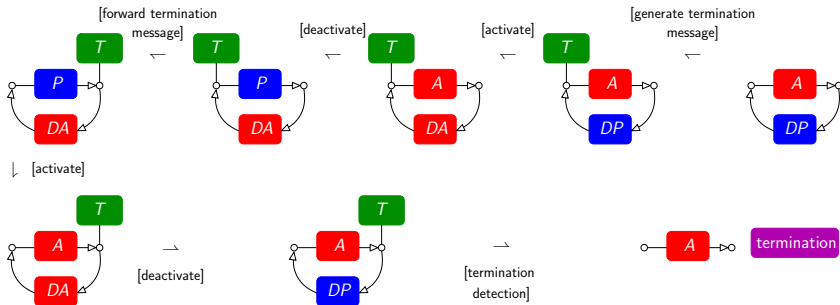 [forward termination
message]
[deactivate]
[activate]
[generate termination
message]
T
T
T
T
P
P
A
A
A
DA
DA
DA
DP
DP
[activate]
T
T
A
A
A
termination
[deactivate]
[termination
detection]
DA
DP